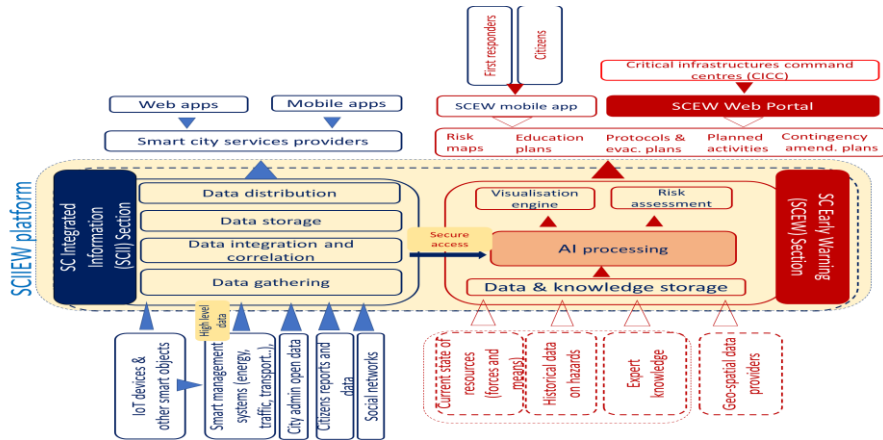 First responders
Citizens
Critical infrastructures command
centres (CICC)
Web apps
Mobile apps
SCEW mobile app
SCEW Web Portal
Smart city services providers
Risk
maps
Education
plans
Protocols &
evac. plans
Planned
activities
Contingency
amend. plans
SCIIEW platform
SC Integrated
Information
(SCII) Section
Data distribution
Data storage
Data integration and
correlation
Data gathering
Secure
access
Visualisation
engine
Risk
assessment
AI processing
Data & knowledge storage
SC Early Warning
(SCEW) Section
High level
data
IoT devices &
other smart objects
Smart management
systems (energy,
traffic, transport..),
City admin open data
Citizens reports and
data
Social networks
Current state of
resources
(forces and
means)
Historical data
on hazards
Expert
knowledge
Geo-spatial data
providers